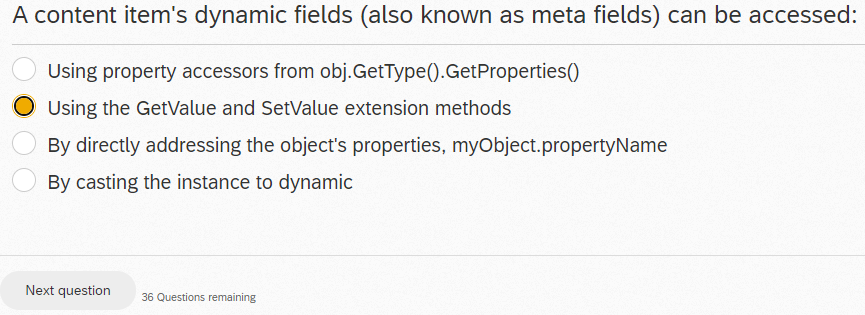 A content item's dynamic fields (also known as meta fields) can be accessed:
Using property accessors from obj.GetType().GetProperties()
Using the GetValue and SetValue extension methods
By directly addressing the object's properties, myObject.propertyName
By casting the instance to dynamic
Next question
36 Questions remaining